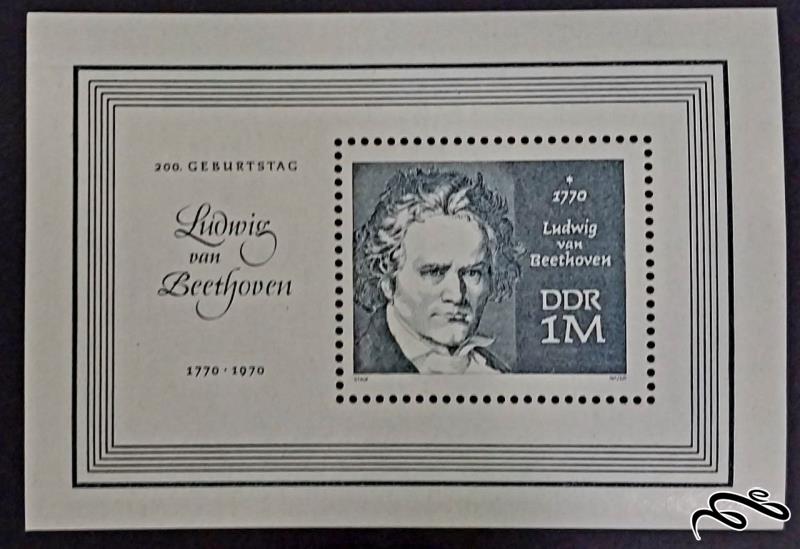 200. GEBURTSTAG
Ludwig
van
Beethoven
1770 · 1970
* 1770
Ludwig
van
Beethoven
DDR
1M